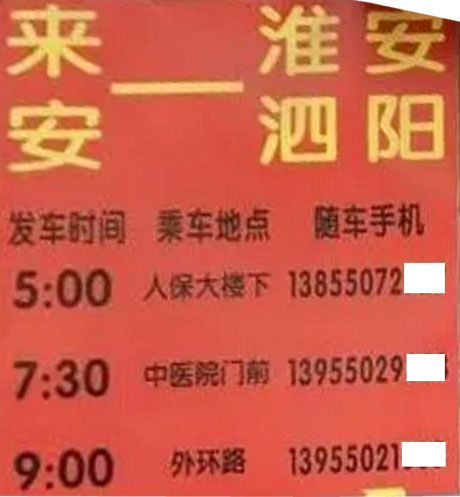 来 — 淮安
安 泗阳
发车时间 乘车地点 随车手机
5:00 人保大楼下 13855072
7:30 中医院门前 13955029
9:00 外环路 13955021